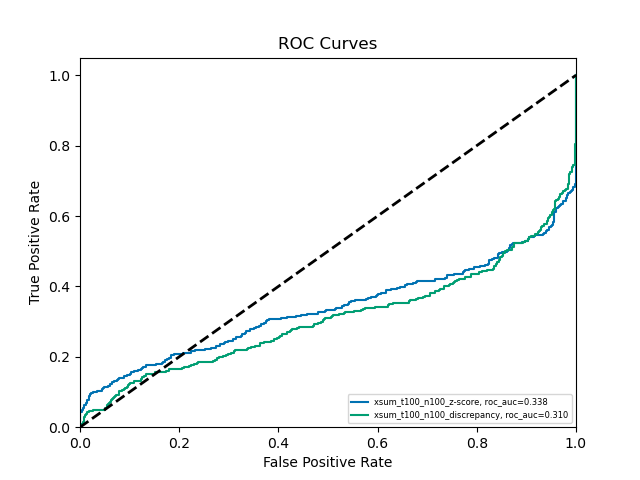 ROC Curves
True Positive Rate
1.0
0.8
0.6
0.4
0.2
0.0
0.0 0.2 0.4 0.6 0.8 1.0
False Positive Rate
xsum_t100_n100_z-score, roc_auc=0.338
xsum_t100_n100_discrepancy, roc_auc=0.310